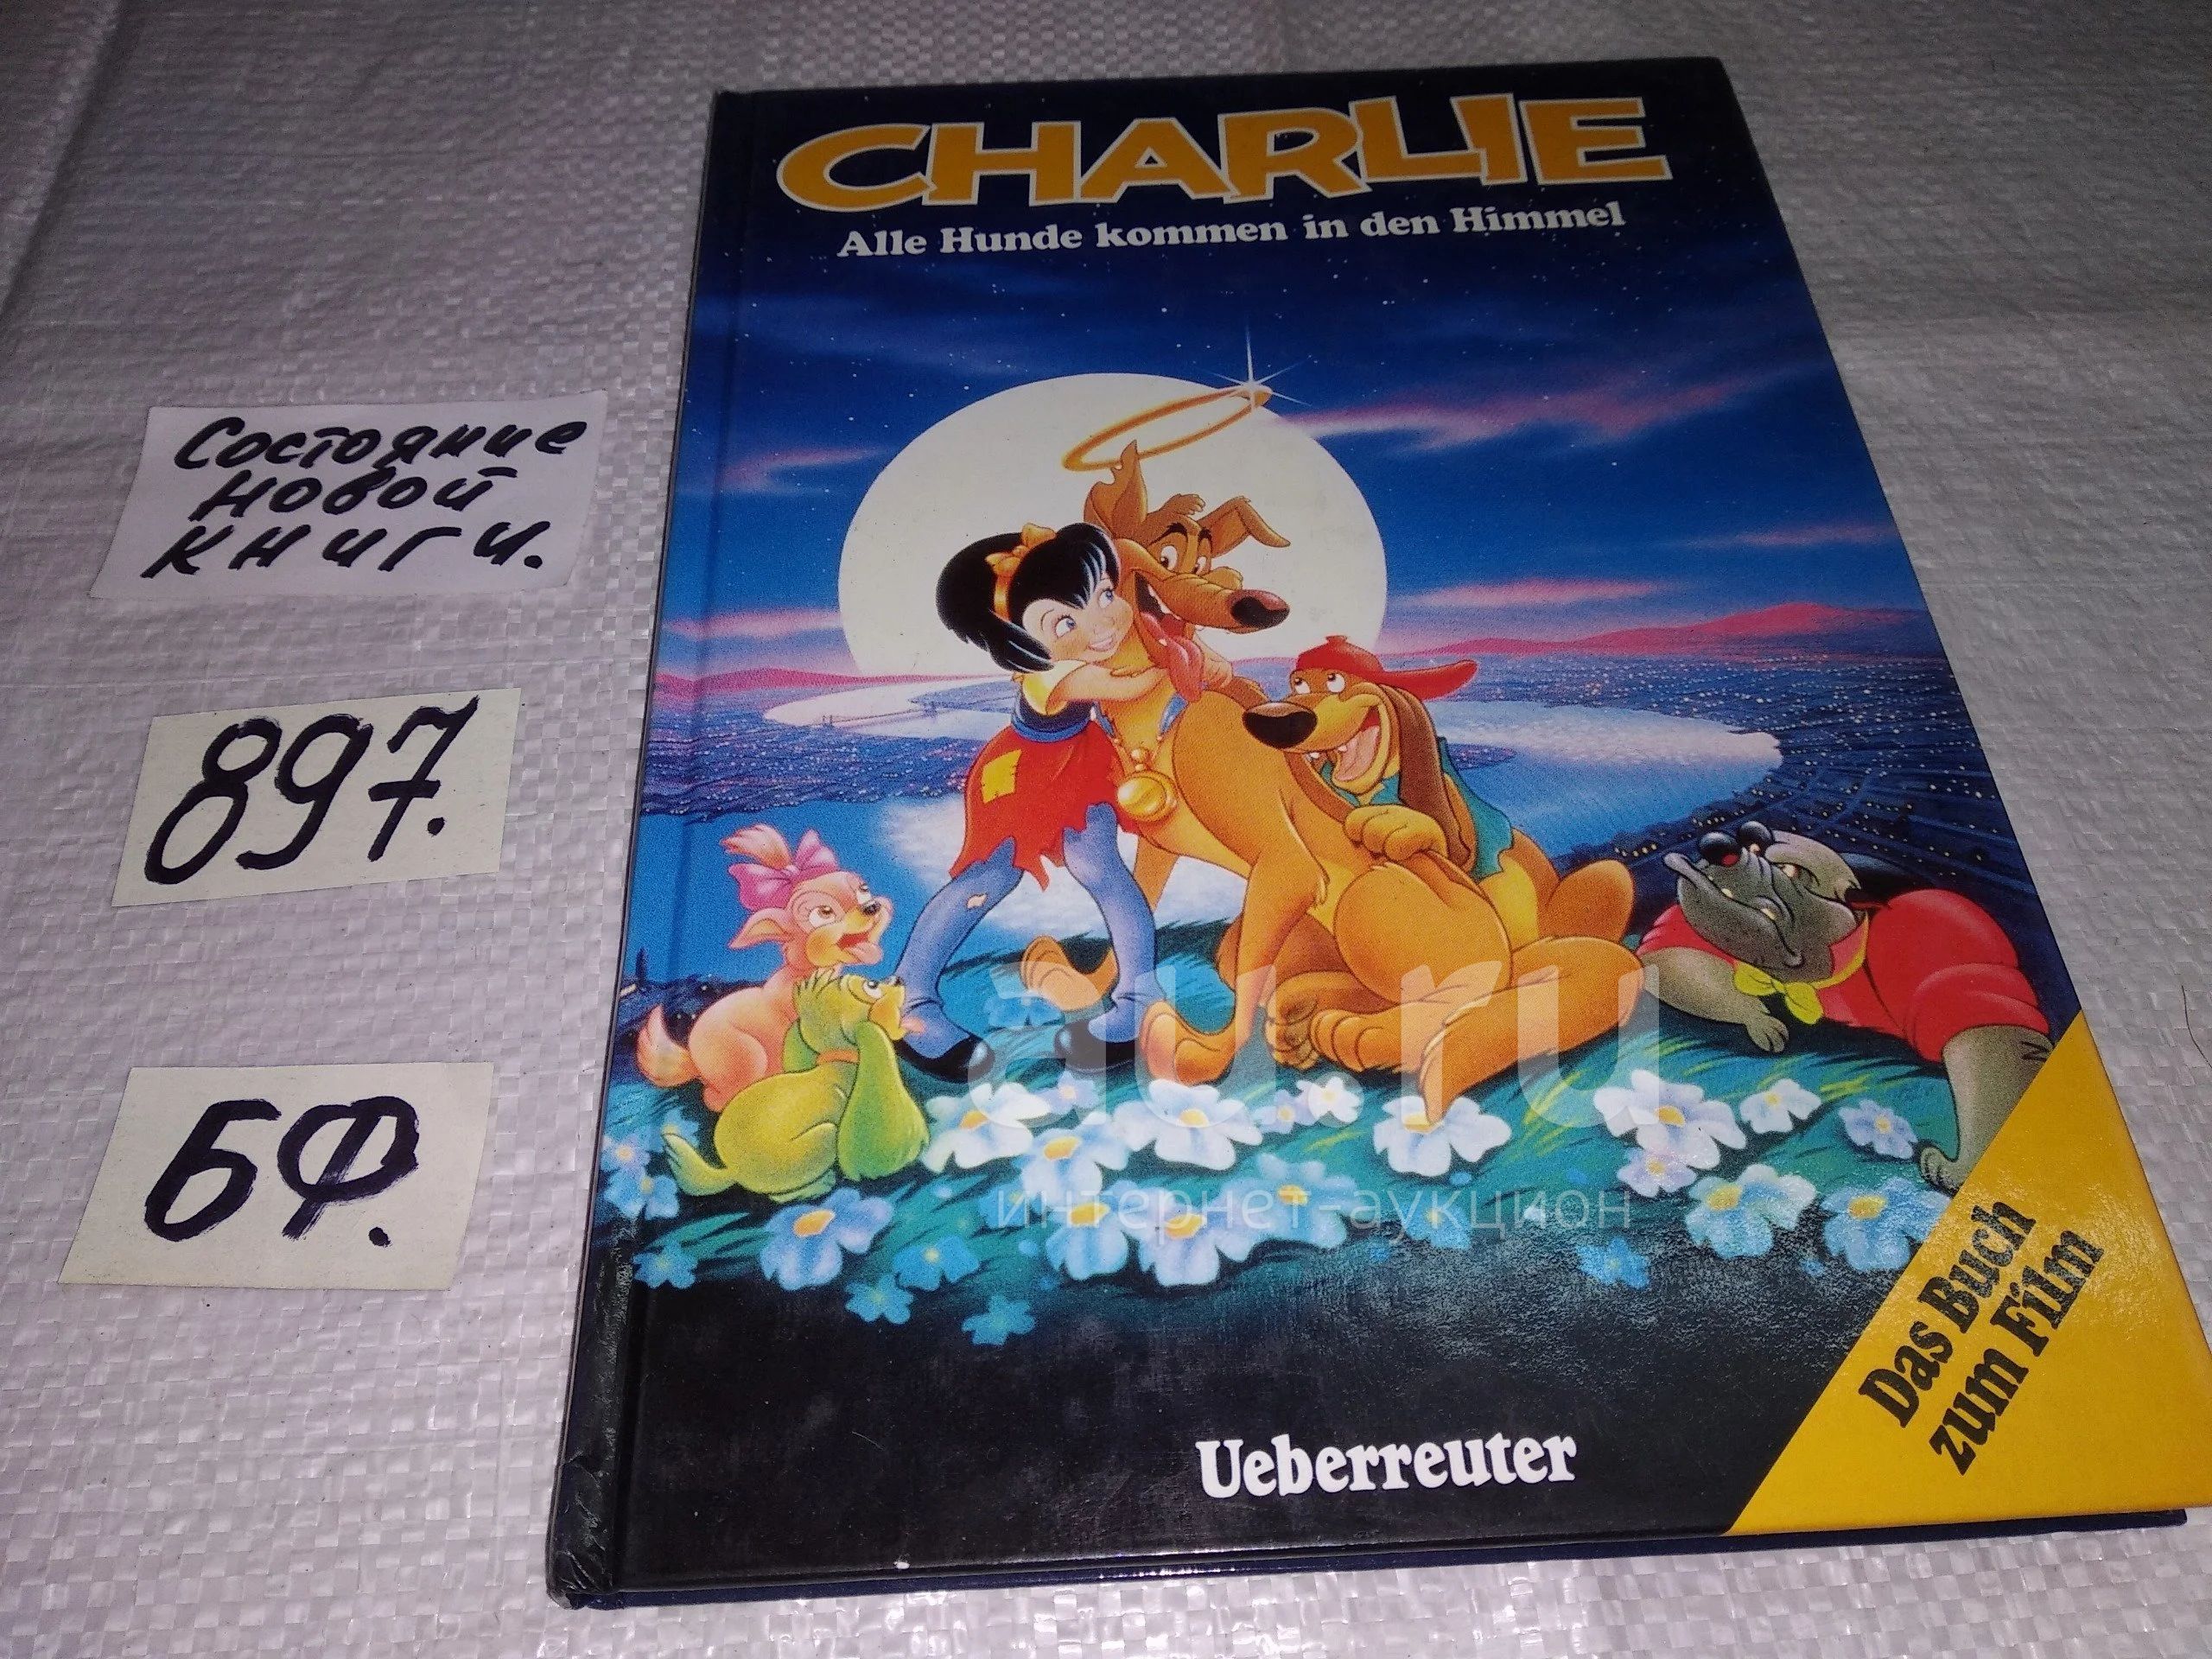 CHARLIE
Alle Hunde kommen in den Himmel
Состояние
новой
книги.
897.
БФ.
au.ru
интернет-аукцион
Das Buch
zum Film
Ueberreuter